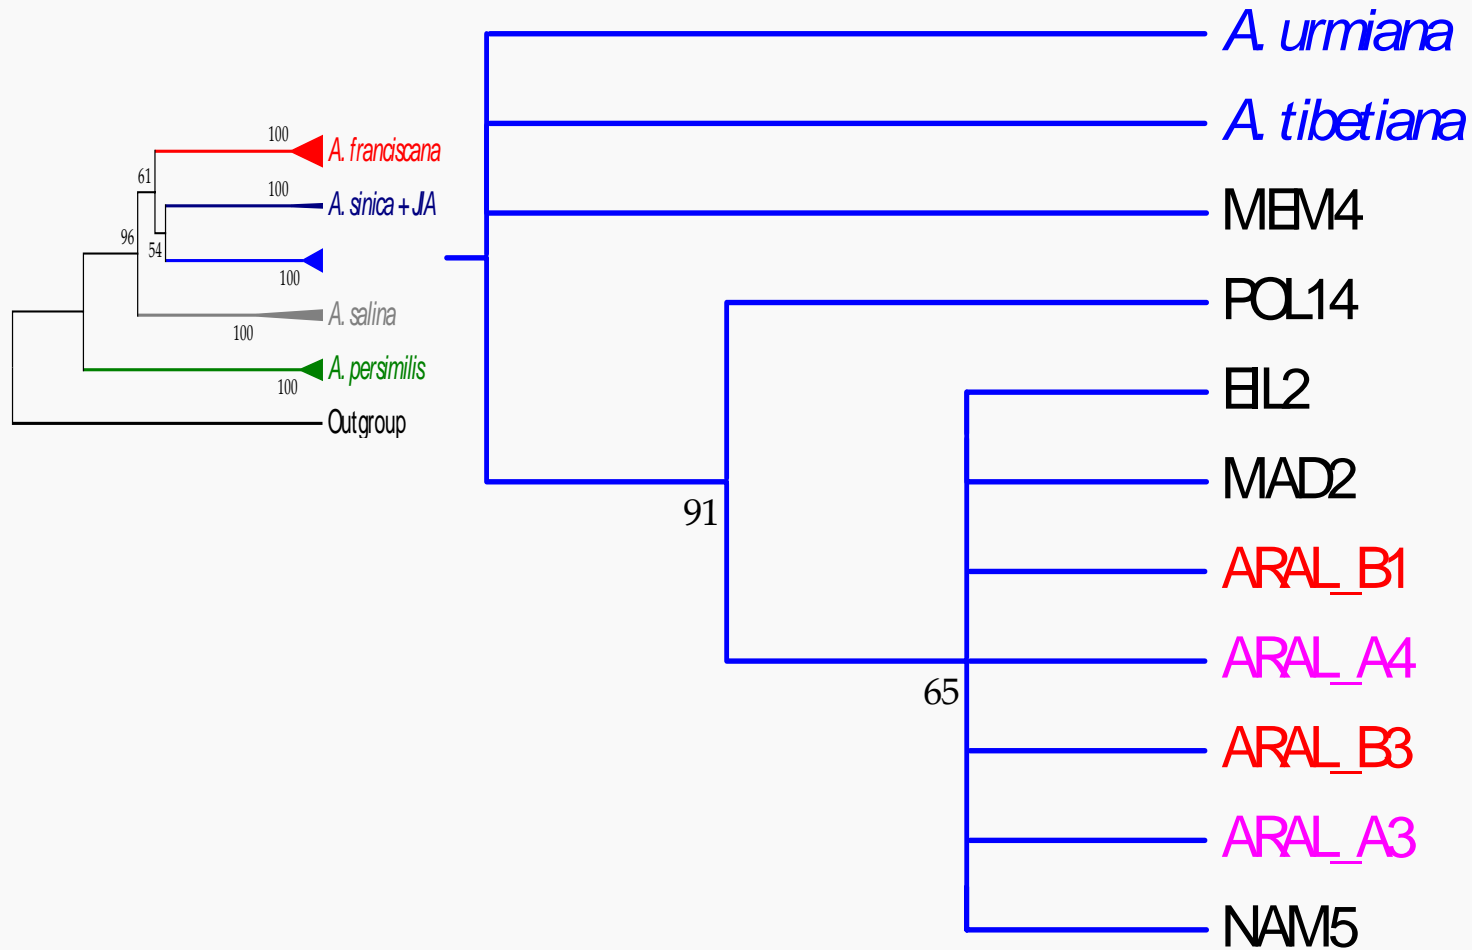 100
A. franciscana
61
100
A. sinica + JIA
96
54
100
A. salina
100
A. persimilis
100
Outgroup
A. urmiana
A. tibetiana
MEM4
POL14
EIL2
MAD2
91
ARAL_B1
ARAL_A4
65
ARAL_B3
ARAL_A3
NAM5